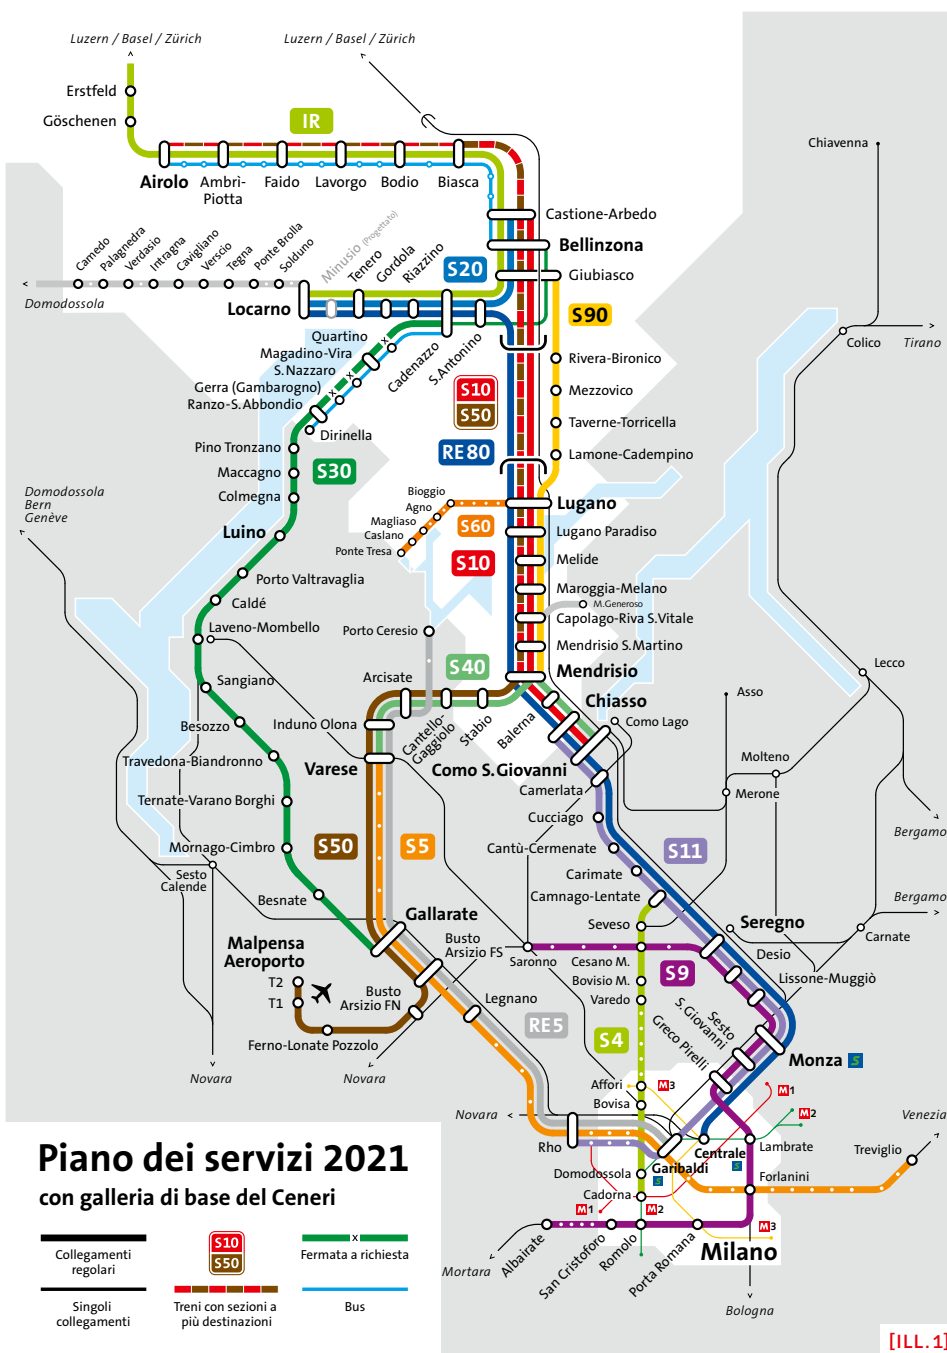 Luzern / Basel / Zürich
Luzern / Basel / Zürich
Erstfeld
Göschenen
IR
Chiavenna
Airolo
Ambrì-
Piotta
Faido
Lavorgo
Bodio
Biasca
Castione-Arbedo
Bellinzona
Giubiasco
Camedo
Palagnedra
Verdasio
Intragna
Cavigliano
Verscio
Tegna
Ponte Brolla
Solduno
Minusio (Progettato)
Tenero
Gordola
Riazzino
S20
Domodossola
Locarno
S90
Colico
Tirano
Quartino
Magadino-Vira
S.Nazzaro
Gerra (Gambarogno)
Ranzo-S.Abbondio
Dirinella
Cadenazzo
S.Antonino
Rivera-Bironico
Mezzovico
Taverne-Torricella
Lamone-Cadempino
S10
S50
RE80
Pino Tronzano
Maccagno
Colmegna
S30
Luino
Domodossola
Bern
Genève
Bioggio
Agno
Magliaso
Caslano
Ponte Tresa
S60
S10
Lugano
Lugano Paradiso
Melide
Maroggia-Melano
M.Generoso
Capolago-Riva S.Vitale
Mendrisio S.Martino
Mendrisio
Porto Valtravaglia
Caldé
Laveno-Mombello
Porto Ceresio
S40
Arcisate
Sangiano
Besozzo
Induno Olona
Cantello-
Gaggiolo
Stabio
Balerna
Chiasso
Como Lago
Lecco
Asso
Travedona-Biandronno
Varese
Como S.Giovanni
Camerlata
Molteno
Merone
Ternate-Varano Borghi
Cucciago
Bergamo
Mornago-Cimbro
S50
S5
Cantù-Cermenate
S11
Carimate
Sesto
Calende
Besnate
Camnago-Lentate
Bergamo
Gallarate
Seveso
Seregno
Carnate
Malpensa
Aeroporto
Busto
Arsizio FS
Saronno
Cesano M.
S9
Desio
Lissone-Muggiò
T2
T1
Busto
Arsizio FN
Bovisio M.
Varedo
Legnano
RE5
S4
Sesto
S.Giovanni
Greco Pirelli
Monza S
Ferno-Lonate Pozzolo
Novara
Novara
Affori
M3
Bovisa
M1
M2
Novara
Venezia
Rho
Garibaldi
S
Centrale
S
Lambrate
Treviglio
Domodossola
Forlanini
Cadorna
M1
M2
M3
Albairate
San Cristoforo
Romolo
Porta Romana
Milano
Mortara
Bologna
Piano dei servizi 2021
con galleria di base del Ceneri
Collegamenti
regolari
S10
S50
x
Fermata a richiesta
Singoli
collegamenti
Treni con sezioni a
più destinazioni
Bus
[ILL.1]